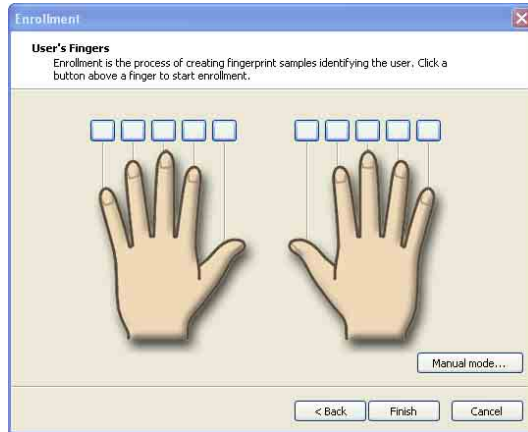 Enrollment
User's Fingers
Enrollment is the process of creating fingerprint samples identifying the user. Click a
button above a finger to start enrollment.
Manual mode...
< Back Finish Cancel